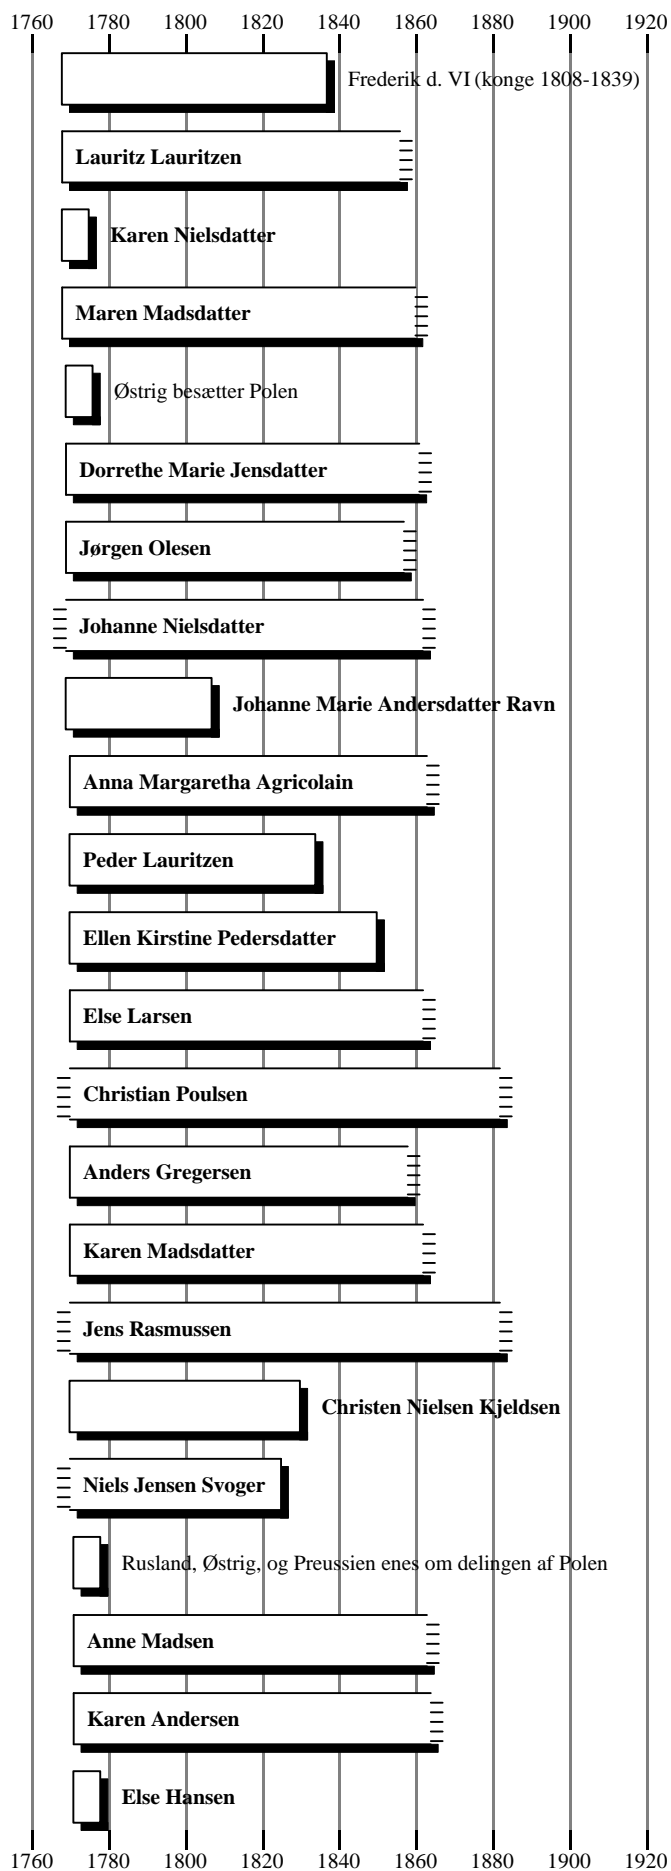 1760 1780 1800 1820 1840 1860 1880 1900 1920
Frederik d. VI (konge 1808-1839)
Lauritz Lauritzen
Karen Nielsdatter
Maren Madsdatter
Østrig besætter Polen
Dorrethe Marie Jensdatter
Jørgen Olesen
Johanne Nielsdatter
Johanne Marie Andersdatter Ravn
Anna Margaretha Agricolain
Peder Lauritzen
Ellen Kirstine Pedersdatter
Else Larsen
Christian Poulsen
Anders Gregersen
Karen Madsdatter
Jens Rasmussen
Christen Nielsen Kjeldsen
Niels Jensen Svoger
Rusland, Østrig, og Preussien enes om delingen af Polen
Anne Madsen
Karen Andersen
Else Hansen
1760 1780 1800 1820 1840 1860 1880 1900 1920